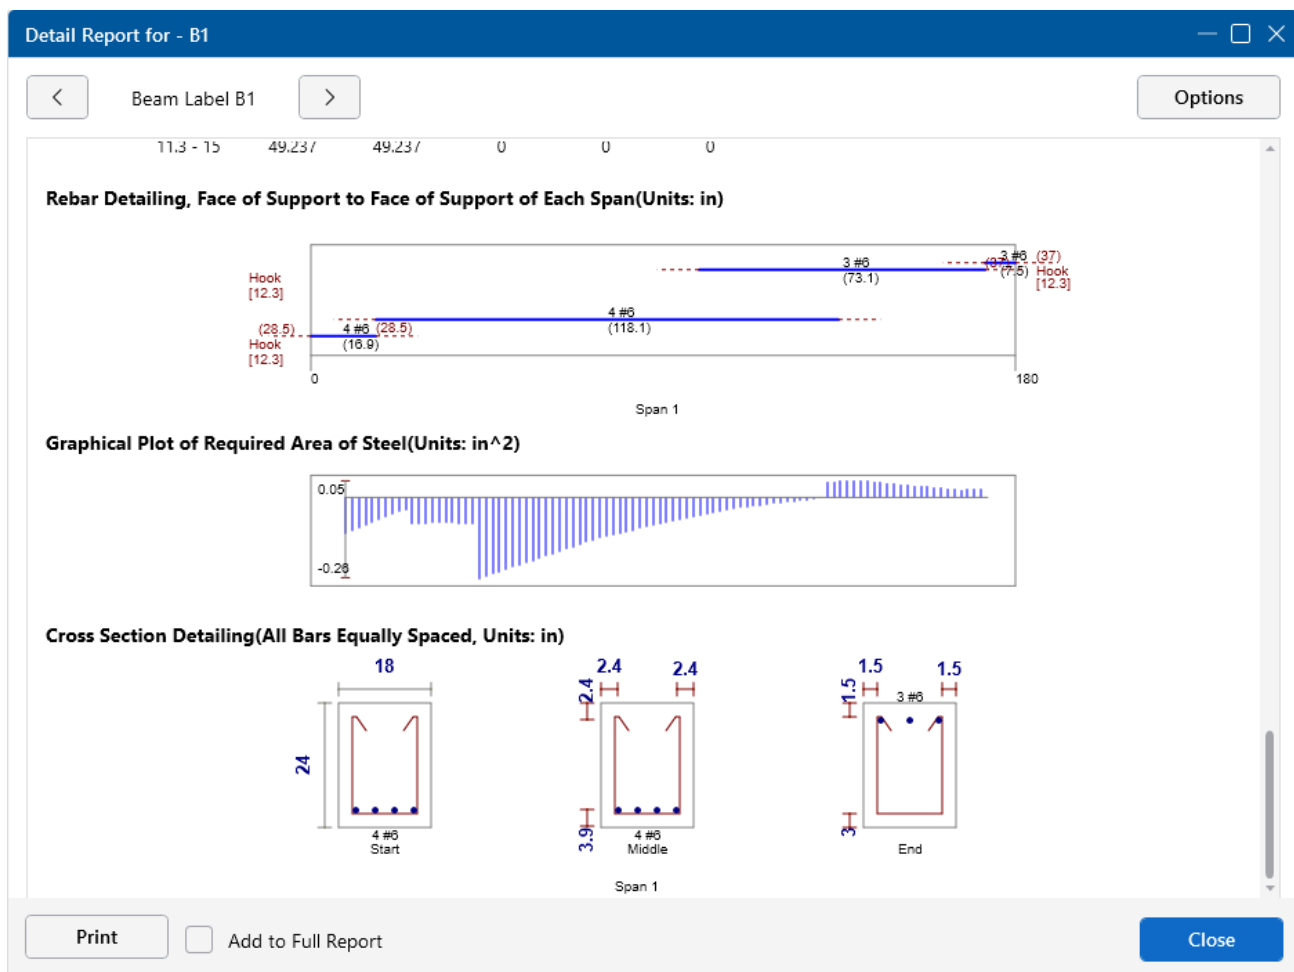 Detail Report for - B1
Beam Label B1
Options
11.3 - 15 49.237 49.237 0 0 0
Rebar Detailing, Face of Support to Face of Support of Each Span(Units: in)
3 #6 (37)
3 #6
(73.1)
(7.5) Hook
[12.3]
Hook
[12.3]
4 #6
(118.1)
(28.5) 4 #6 (28.5)
Hook (16.9)
[12.3]
0 180
Span 1
Graphical Plot of Required Area of Steel(Units: in^2)
0.05
-0.26
Cross Section Detailing(All Bars Equally Spaced, Units: in)
18 2.4 2.4 1.5 1.5
2.4 1.5
3 #6
24
3.9 3
4 #6 4 #6
Start Middle End
Span 1
Print Add to Full Report Close